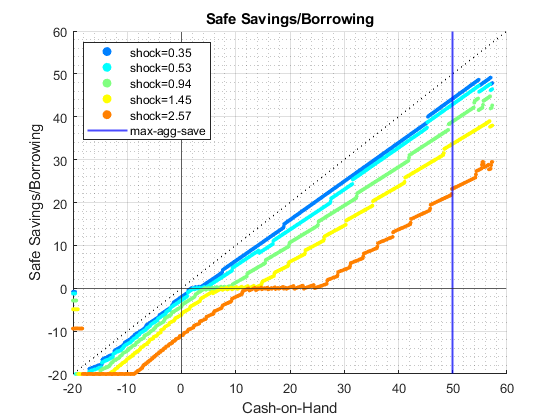 Safe Savings/Borrowing
60
50
40
30
20
10
0
-10
-20
Safe Savings/Borrowing
shock=0.35
shock=0.53
shock=0.94
shock=1.45
shock=2.57
max-agg-save
-20
-10
0
10
20
30
40
50
60
Cash-on-Hand